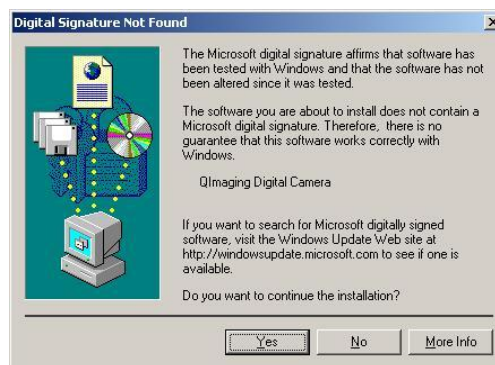 Digital Signature Not Found
The Microsoft digital signature affirms that software has
been tested with Windows and that the software has not
been altered since it was tested.
The software you are about to install does not contain a
Microsoft digital signature. Therefore, there is no
guarantee that this software works correctly with
Windows.
QImaging Digital Camera
If you want to search for Microsoft digitally signed
software, visit the Windows Update Web site at
http://windowsupdate.microsoft.com to see if one is
available.
Do you want to continue the installation?
Yes No More Info